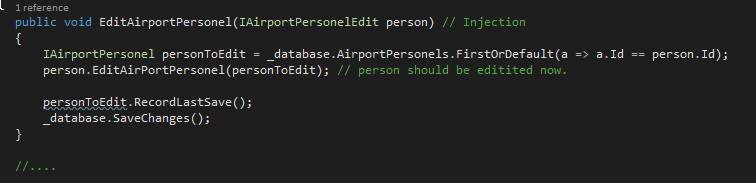 1 reference
public void EditAirportPersonel(IAirportPersonelEdit person) // Injection
{
IAirportPersonel personToEdit = _database.AirportPersonels.FirstOrDefault(a => a.Id == person.Id);
person.EditAirPortPersonel(personToEdit); // person should be editited now.
personToEdit.RecordLastSave();
_database.SaveChanges();
}
//....